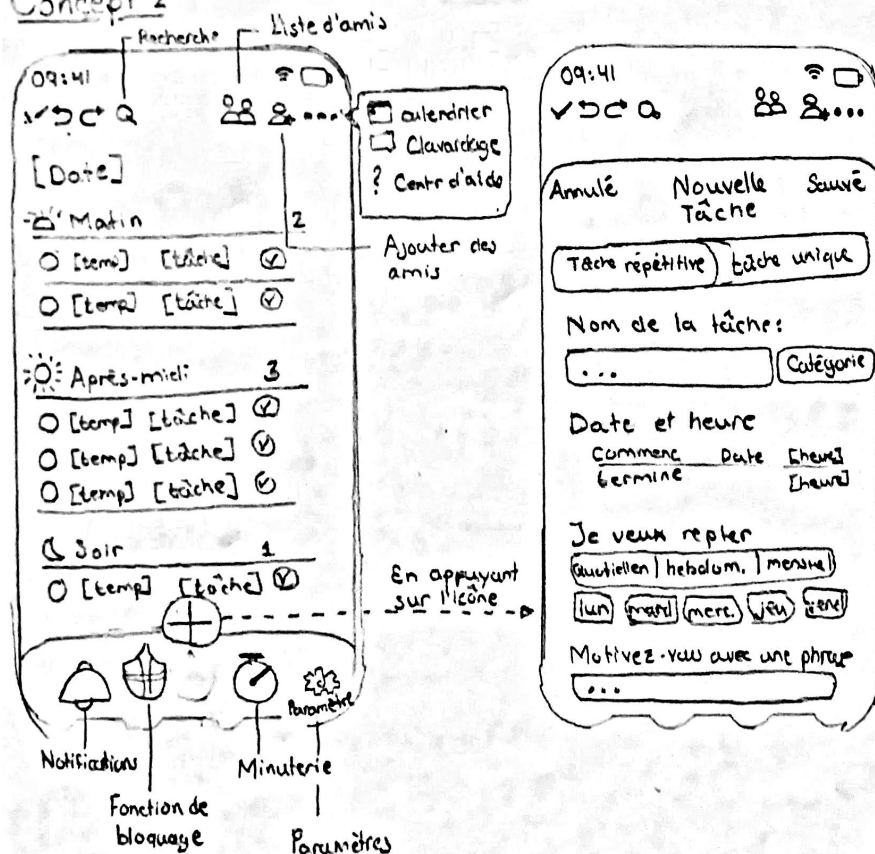 Concept 2
Recherche
Liste d'amis
09:41
calendrier
Clavardage
? Centr d'aide
[Date]
Matin 2
[temp] [tâche]
[temp] [tâche]
Ajouter des
amis
Après-midi 3
[temp] [tâche]
[temp] [tâche]
[temp] [tâche]
Soir 1
[temp] [tâche]
En appuyant
sur l'icône
Paramètre
Notifications
Minuterie
Fonction de
bloquage
Paramètres
09:41
Annulé Nouvelle Tâche Sauvé
Tâche répétitive tâche unique
Nom de la tâche:
... Catégorie
Date et heure
Commenc Date [heure]
termine [heure]
Je veux repter
Quotidien | hebdom. | mensuel
lun mardi merc. jeu vend
Motivez-vous avec une phrase
...